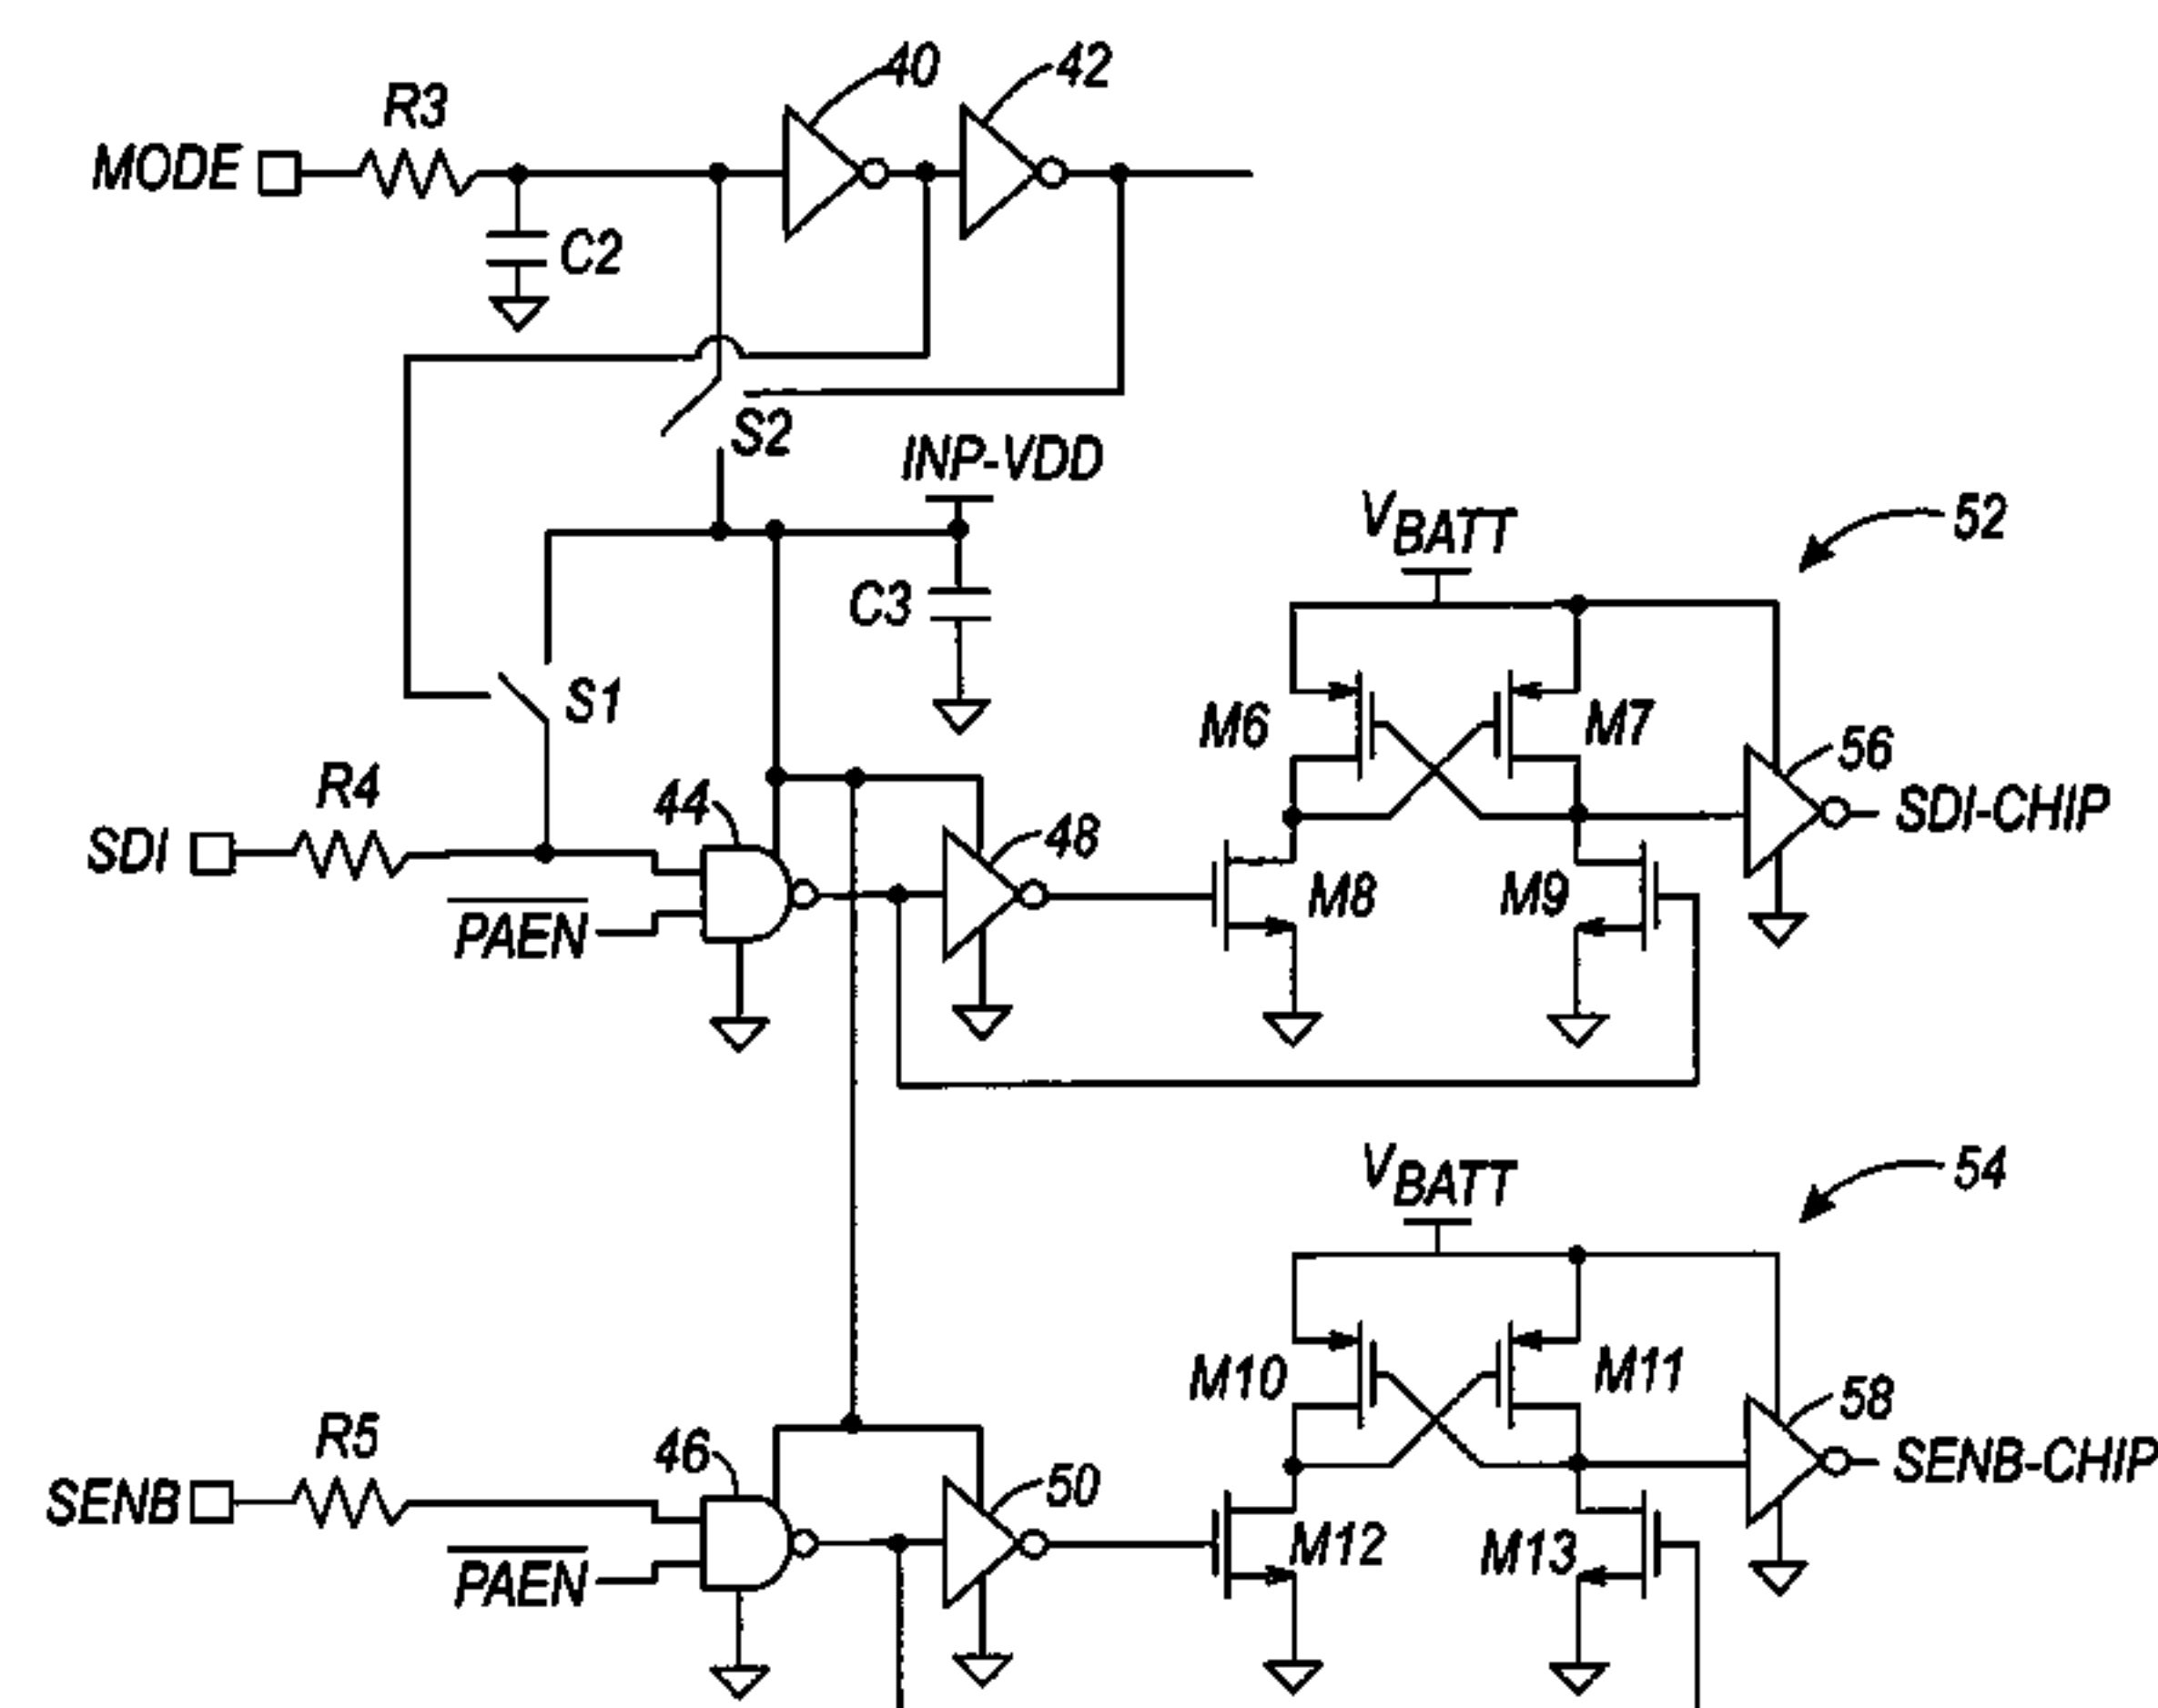 40
42
R3
MODE
C2
S2
INP-VDD
VBATT
52
C3
S1
M6
M7
R4
44
48
56
SDI
SDI-CHIP
PAEN
M8
M9
VBATT
54
M10
M11
R5
46
50
58
SENB
SENB-CHIP
PAEN
M12
M13